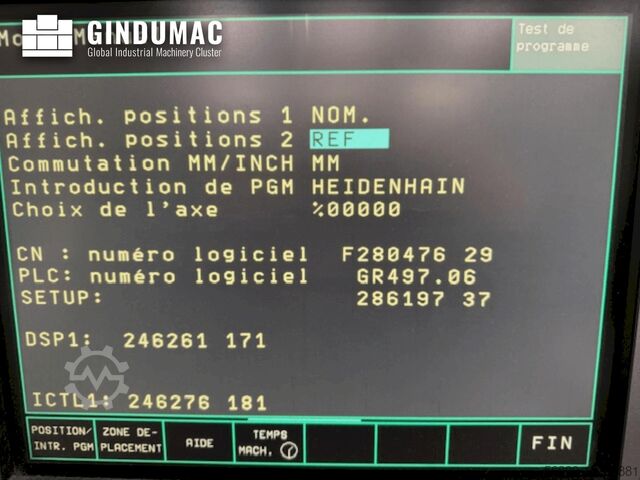 GINDUMAC
Global Industrial Machinery Cluster
Test de
programme
Affich. positions 1 NOM.
Affich. positions 2 REF
Commutation MM/INCH MM
Introduction de PGM HEIDENHAIN
Choix de l'axe %00000
CN : numéro logiciel F280476 29
PLC: numéro logiciel GR497.06
SETUP: 286197 37
DSP1: 246261 171
ICTL1: 246276 181
POSITION/
INTR. PGM
ZONE DE-
PLACEMENT
AIDE
TEMPS
MACH.
FIN